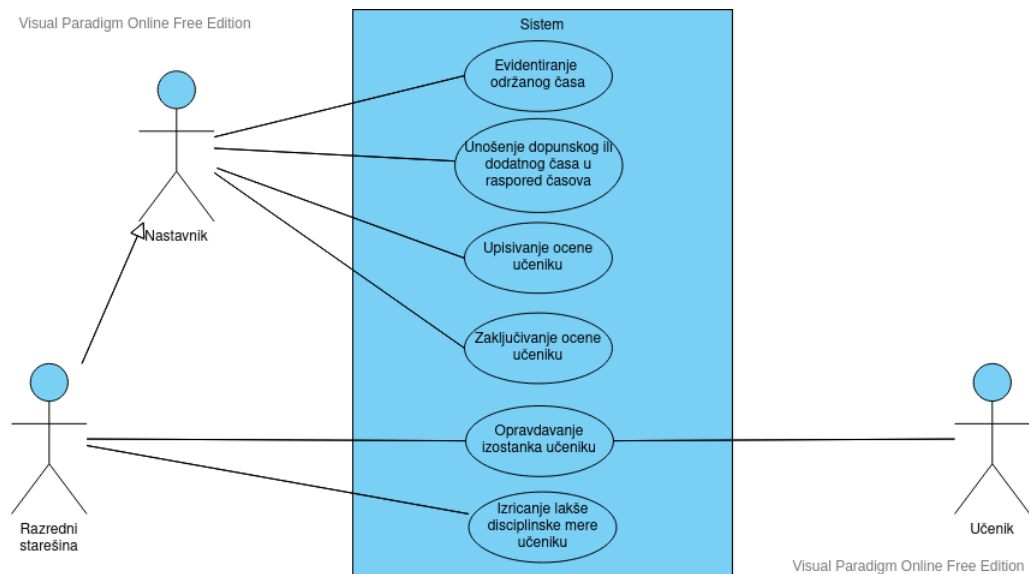 Visual Paradigm Online Free Edition
Sistem
Evidentiranje
održanog časa
Unošenje dopunskog ili
dodatnog časa u
raspored časova
Nastavnik
Upisivanje ocene
učeniku
Zaključivanje ocene
učeniku
Opravdavanje
izostanka učeniku
Izricanje lakše
disciplinske mere
učeniku
Razredni
starešina
Učenik
Visual Paradigm Online Free Edition